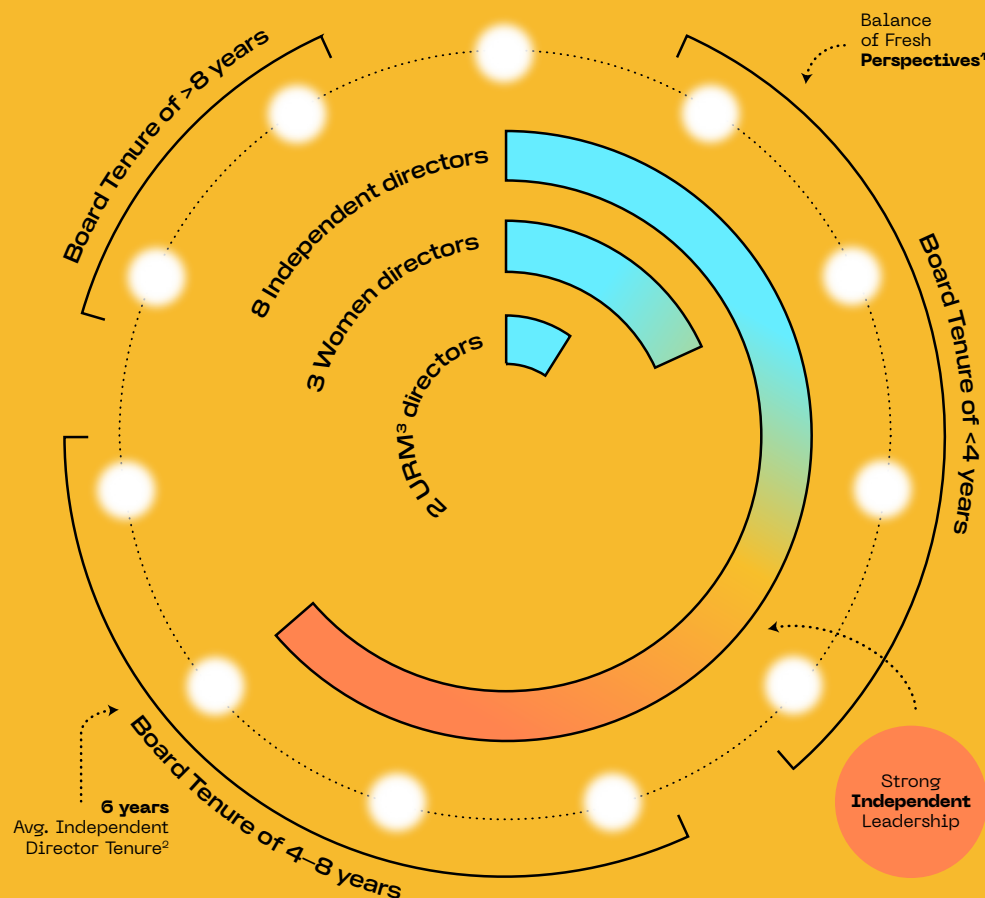 Balance
of Fresh
Perspectives
Board Tenure of >8 years
8 Independent directors
3 Women directors
2 URM³ directors
Board Tenure of <4 years
6 years
Avg. Independent
Director Tenure²
Board Tenure of 4–8 years
Strong
Independent
Leadership